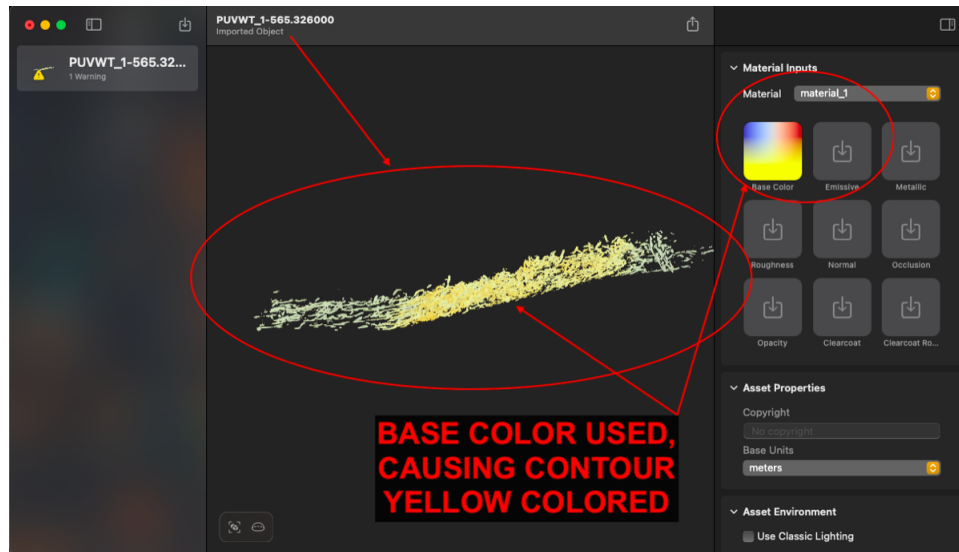 PUVWT_1-565.326000
Imported Object
PUVWT_1-565.32...
1 Warning
Material Inputs
Material material_1
Base Color Emissive Metallic
Roughness Normal Occlusion
Opacity Clearcoat Clearcoat Ro...
Asset Properties
Copyright
No copyright
Base Units
meters
Asset Environment
Use Classic Lighting
BASE COLOR USED,
CAUSING CONTOUR
YELLOW COLORED